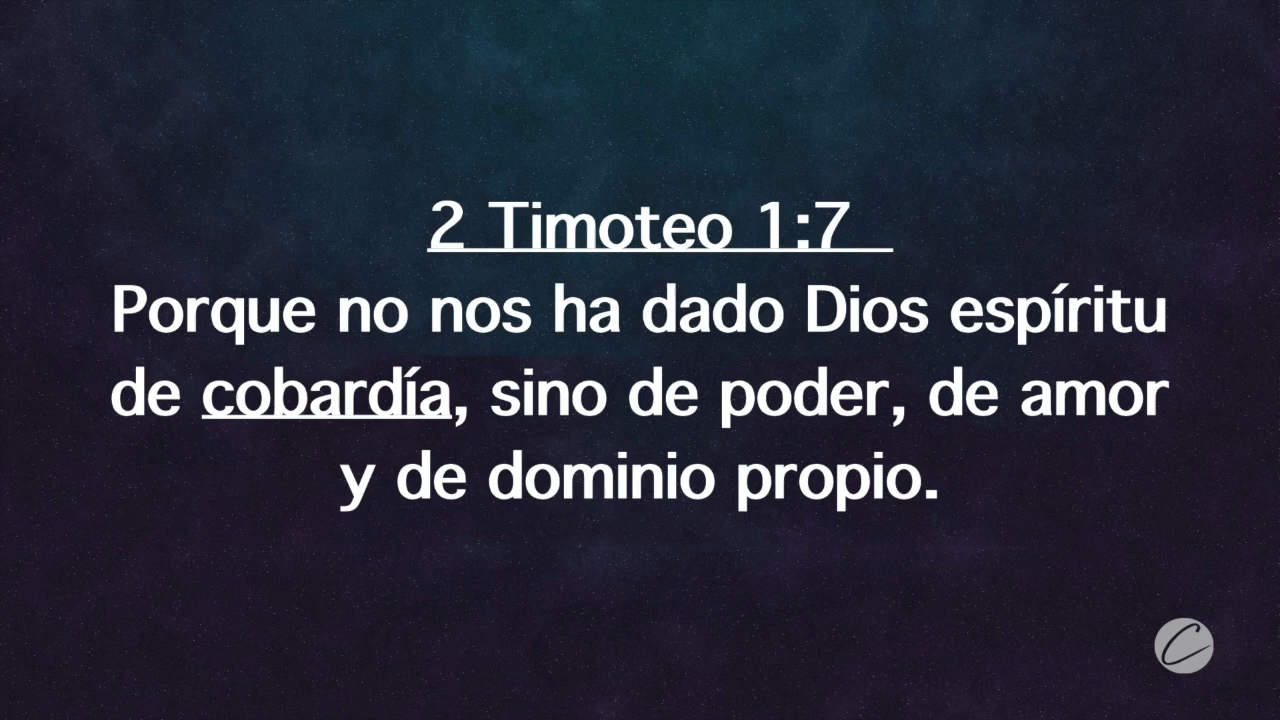 2 Timoteo 1:7
Porque no nos ha dado Dios espíritu
de cobardía, sino de poder, de amor
y de dominio propio.
C